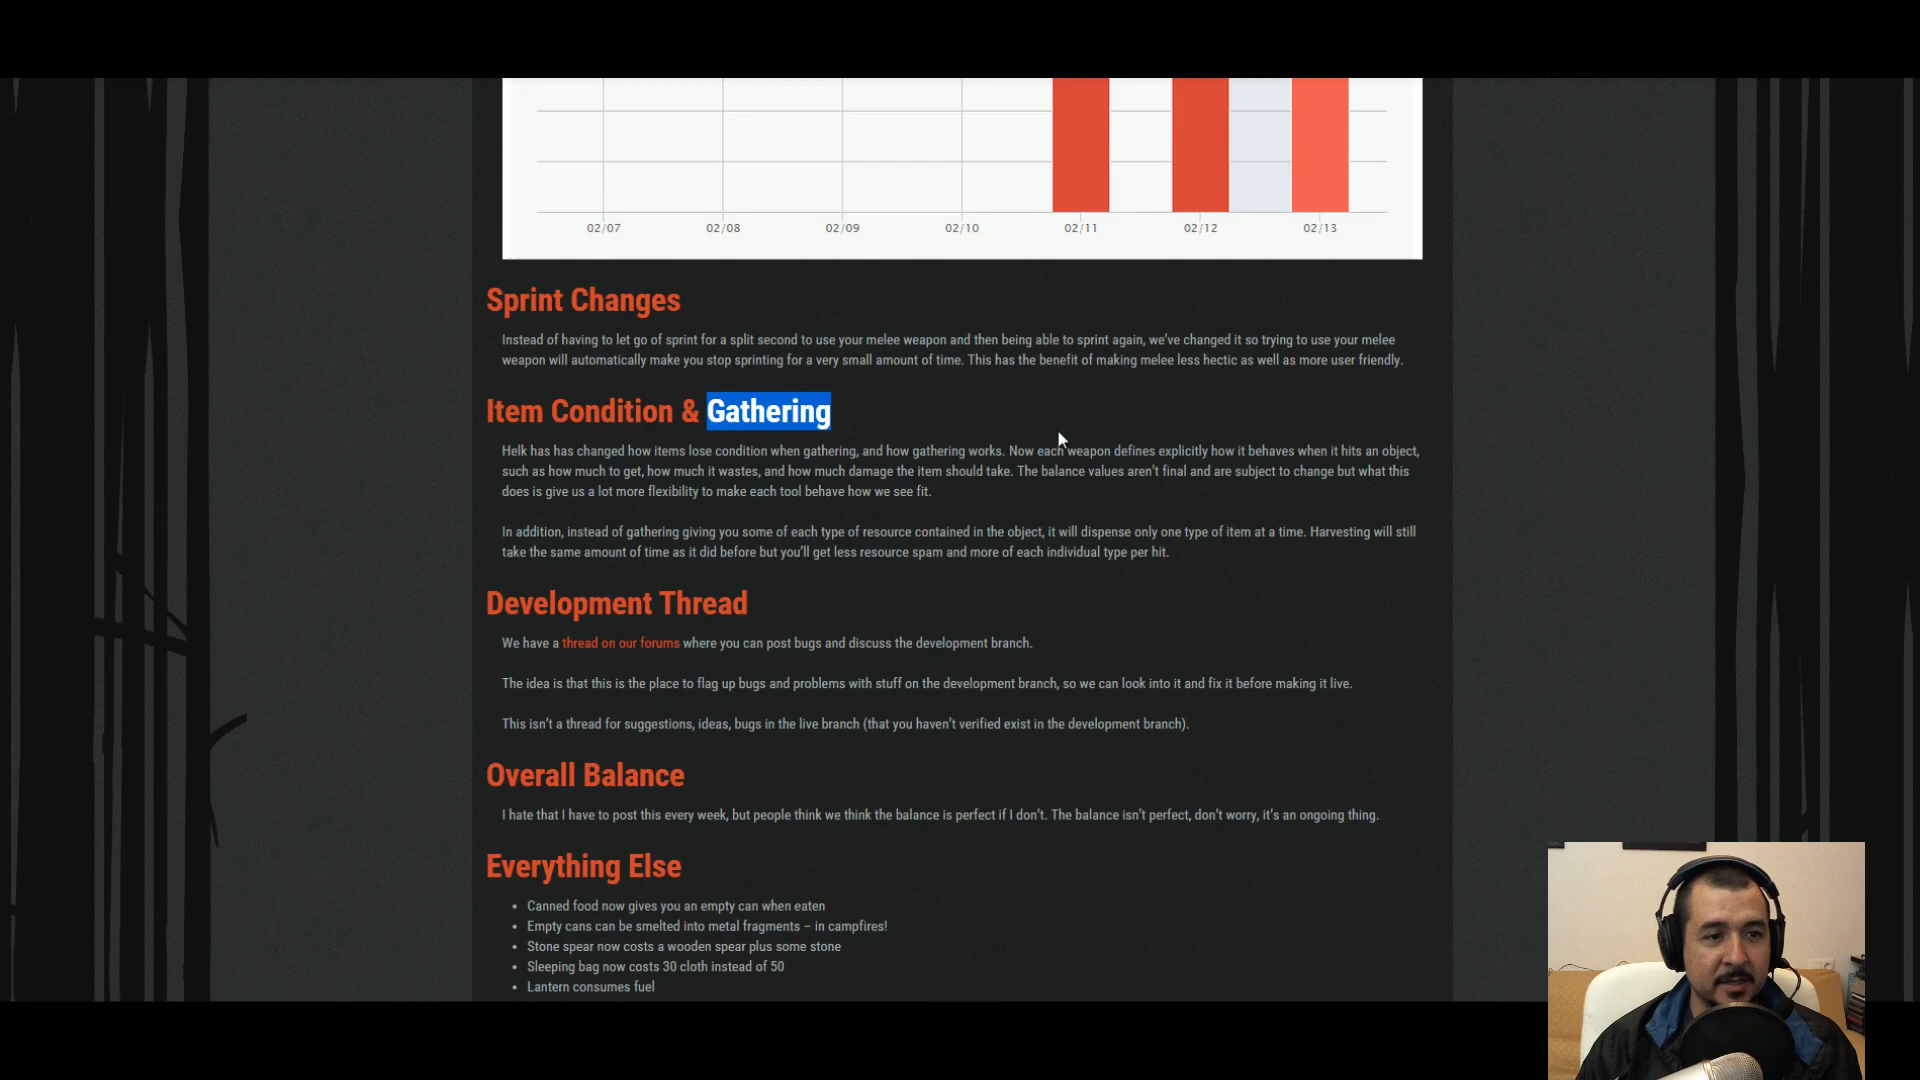 02/07 02/08 02/09 02/10 02/11 02/12 02/13
Sprint Changes
Instead of having to let go of sprint for a split second to use your melee weapon and then being able to sprint again, we've changed it so trying to use your melee
weapon will automatically make you stop sprinting for a very small amount of time. This has the benefit of making melee less hectic as well as more user friendly.
Item Condition & Gathering
Helk has has changed how items lose condition when gathering, and how gathering works. Now each weapon defines explicitly how it behaves when it hits an object,
such as how much to get, how much it wastes, and how much damage the item should take. The balance values aren't final and are subject to change but what this
does is give us a lot more flexibility to make each tool behave how we see fit.
In addition, instead of gathering giving you some of each type of resource contained in the object, it will dispense only one type of item at a time. Harvesting will still
take the same amount of time as it did before but you'll get less resource spam and more of each individual type per hit.
Development Thread
We have a thread on our forums where you can post bugs and discuss the development branch.
The idea is that this is the place to flag up bugs and problems with stuff on the development branch, so we can look into it and fix it before making it live.
This isn't a thread for suggestions, ideas, bugs in the live branch (that you haven't verified exist in the development branch).
Overall Balance
I hate that I have to post this every week, but people think we think the balance is perfect if I don't. The balance isn't perfect, don't worry, it's an ongoing thing.
Everything Else
• Canned food now gives you an empty can when eaten
• Empty cans can be smelted into metal fragments – in campfires!
• Stone spear now costs a wooden spear plus some stone
• Sleeping bag now costs 30 cloth instead of 50
• Lantern consumes fuel